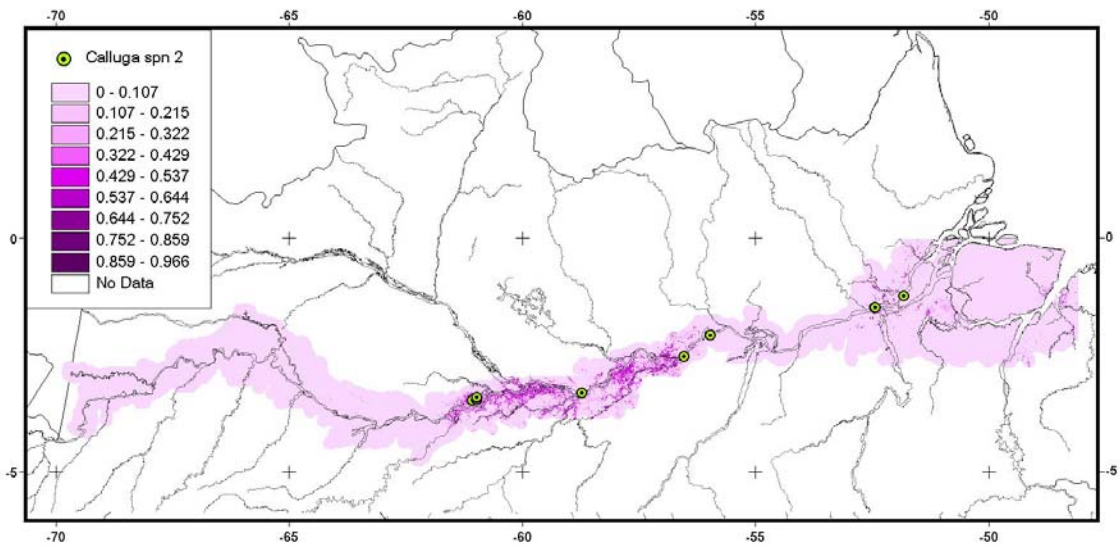 -70 -65 -60 -55 -50
Calluga spn 2
0 - 0.107
0.107 - 0.215
0.215 - 0.322
0.322 - 0.429
0.429 - 0.537
0.537 - 0.644
0.644 - 0.752
0.752 - 0.859
0.859 - 0.966
No Data
0 0
-5 -5
-70 -65 -60 -55 -50